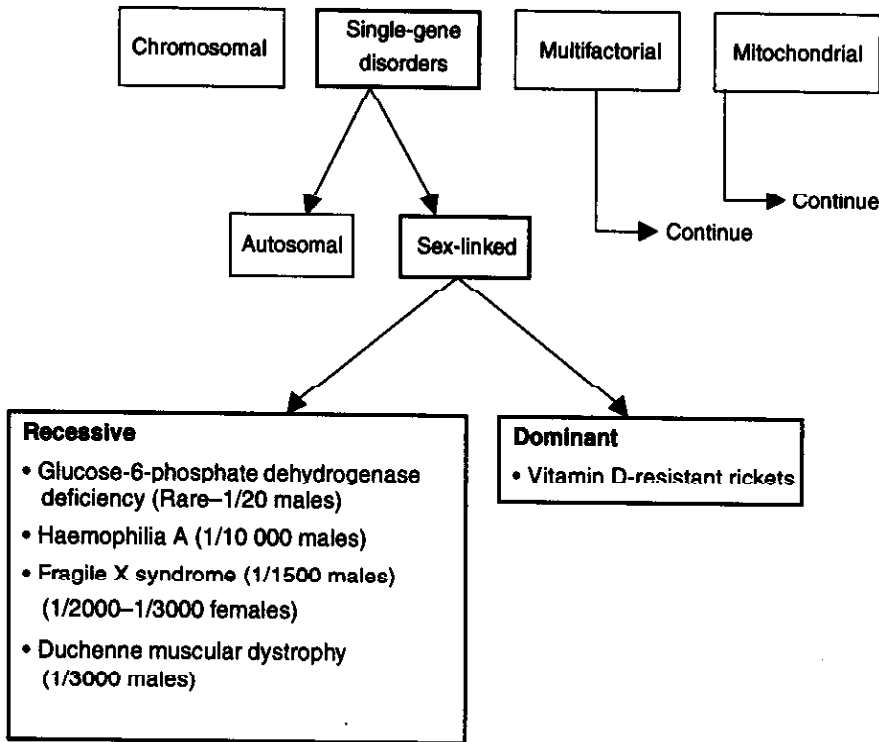 Chromosomal
Single-gene
disorders
Multifactorial
Mitochondrial
Continue
Continue
Autosomal
Sex-linked
Recessive
• Glucose-6-phosphate dehydrogenase
deficiency (Rare–1/20 males)
• Haemophilia A (1/10 000 males)
• Fragile X syndrome (1/1500 males)
(1/2000–1/3000 females)
• Duchenne muscular dystrophy
(1/3000 males)
Dominant
• Vitamin D-resistant rickets